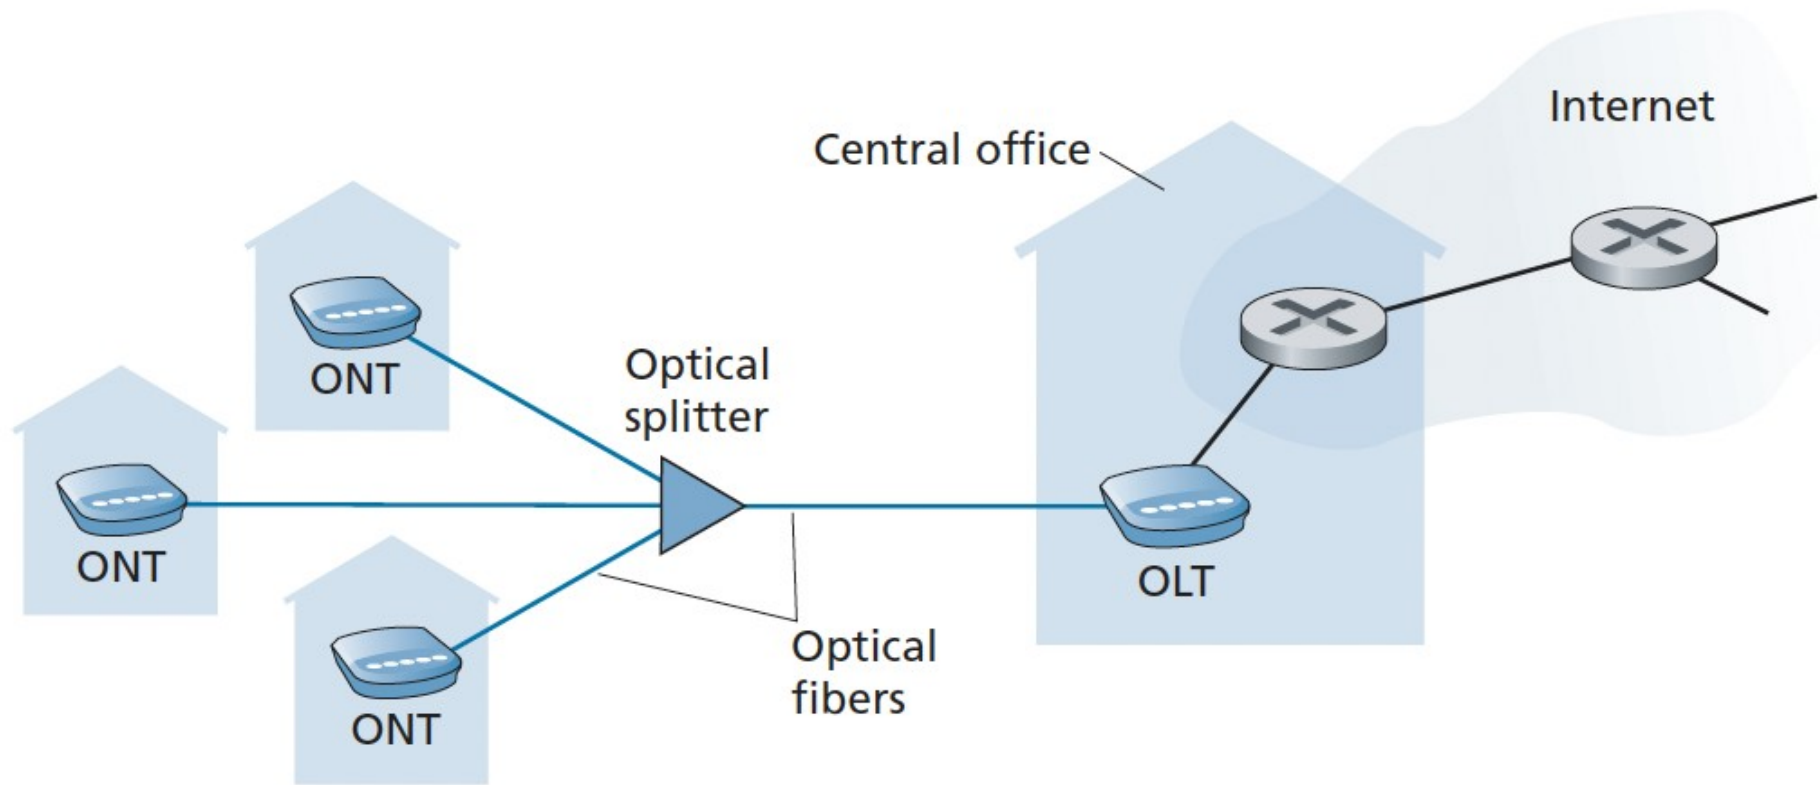 Internet
Central office
ONT
Optical
splitter
ONT
OLT
ONT
Optical
fibers